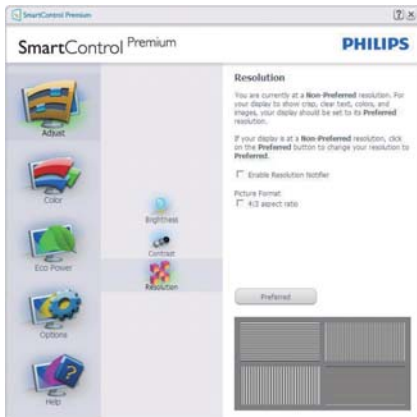 SmartControl Premium
SmartControl Premium
PHILIPS
Adjust
Color
Eco Power
Options
Help
Brightness
Contrast
Resolution
Resolution
You are currently at a Non-Preferred resolution. For
your display to show crisp, clear text, colors, and
images, your display should be set to its Preferred
resolution.
If your display is at a Non-Preferred resolution, click
on the Preferred button to change your resolution to
Preferred.
Enable Resolution Notifier
Picture Format
4:3 aspect ratio
Preferred